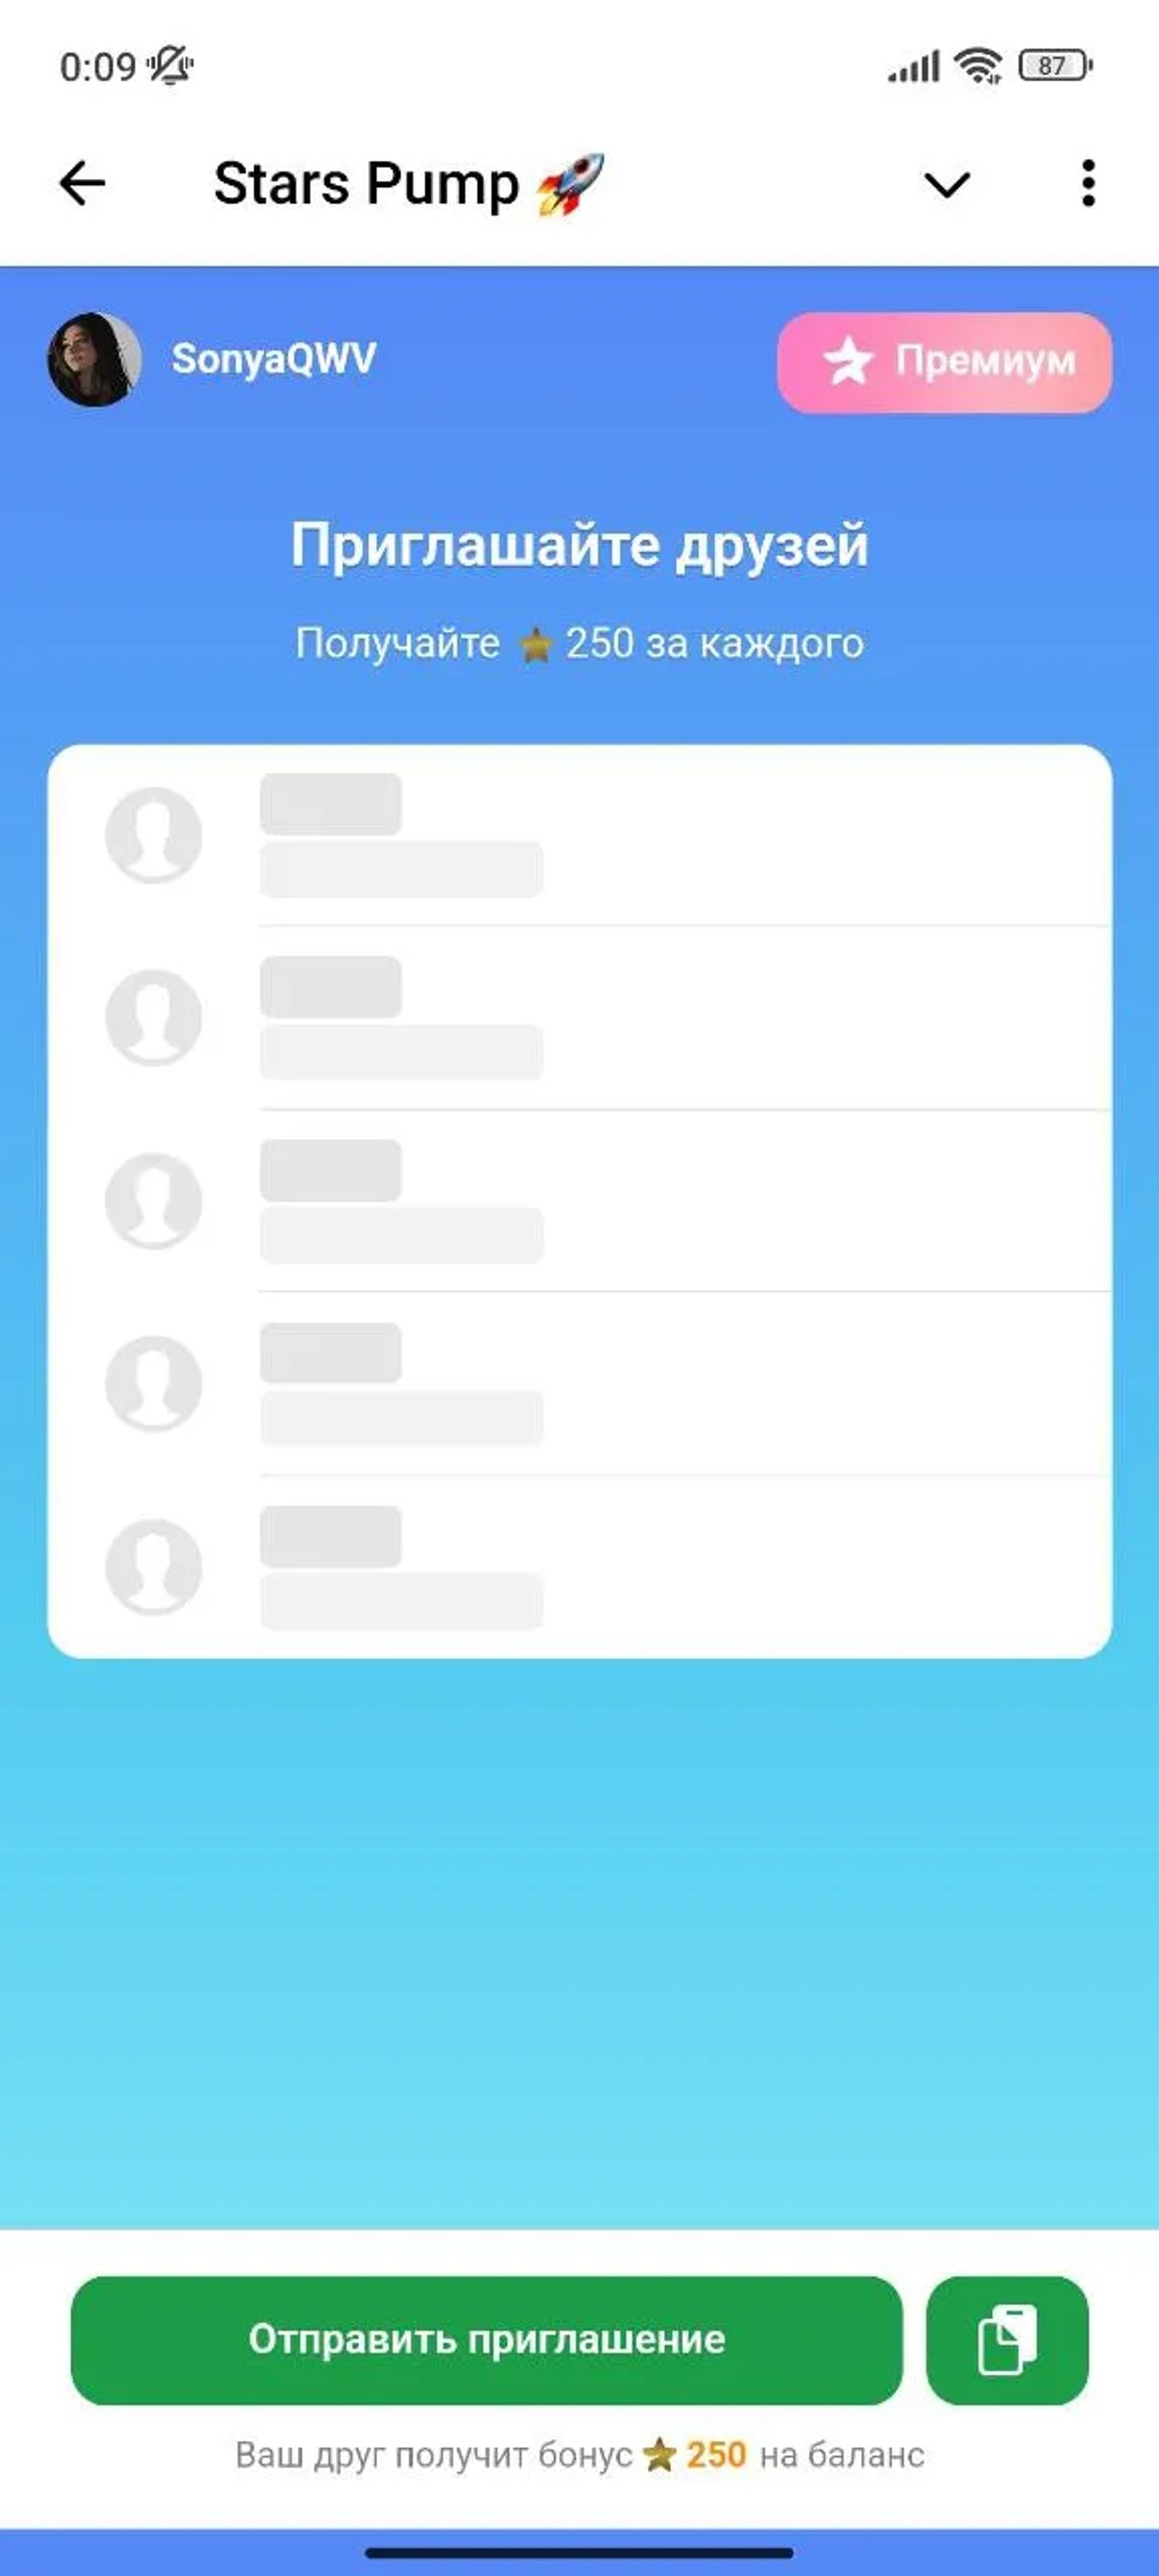 0:09
87
Stars Pump 🚀
SonyaQWV
Премиум
Приглашайте друзей
Получайте ⭐ 250 за каждого
Отправить приглашение
Ваш друг получит бонус ⭐ 250 на баланс